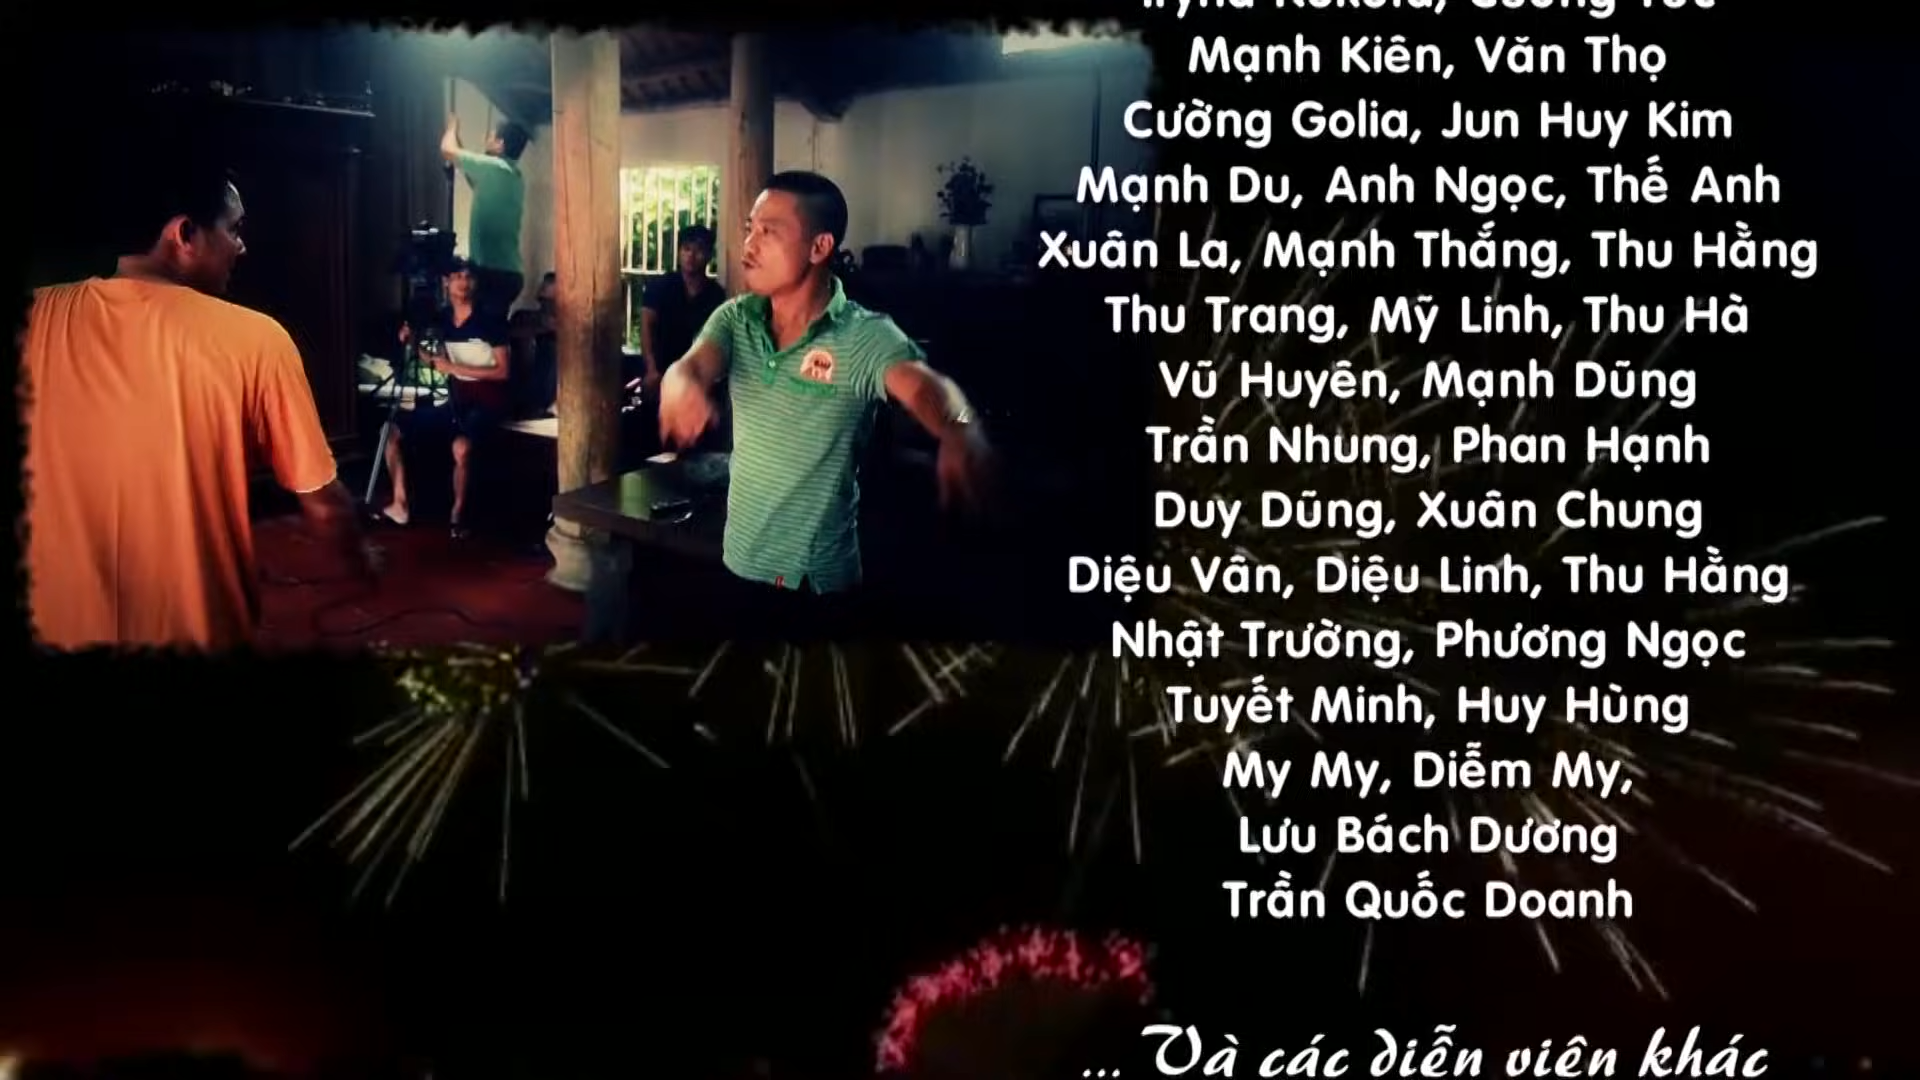 Mạnh Kiên, Văn Thọ
Cường Golia, Jun Huy Kim
Mạnh Du, Anh Ngọc, Thế Anh
Xuân La, Mạnh Thắng, Thu Hằng
Thu Trang, Mỹ Linh, Thu Hà
Vũ Huyên, Mạnh Dũng
Trần Nhung, Phan Hạnh
Duy Dũng, Xuân Chung
Diệu Vân, Diệu Linh, Thu Hằng
Nhật Trường, Phương Ngọc
Tuyết Minh, Huy Hùng
My My, Diễm My,
Lưu Bách Dương
Trần Quốc Doanh
... Và các diễn viên khác